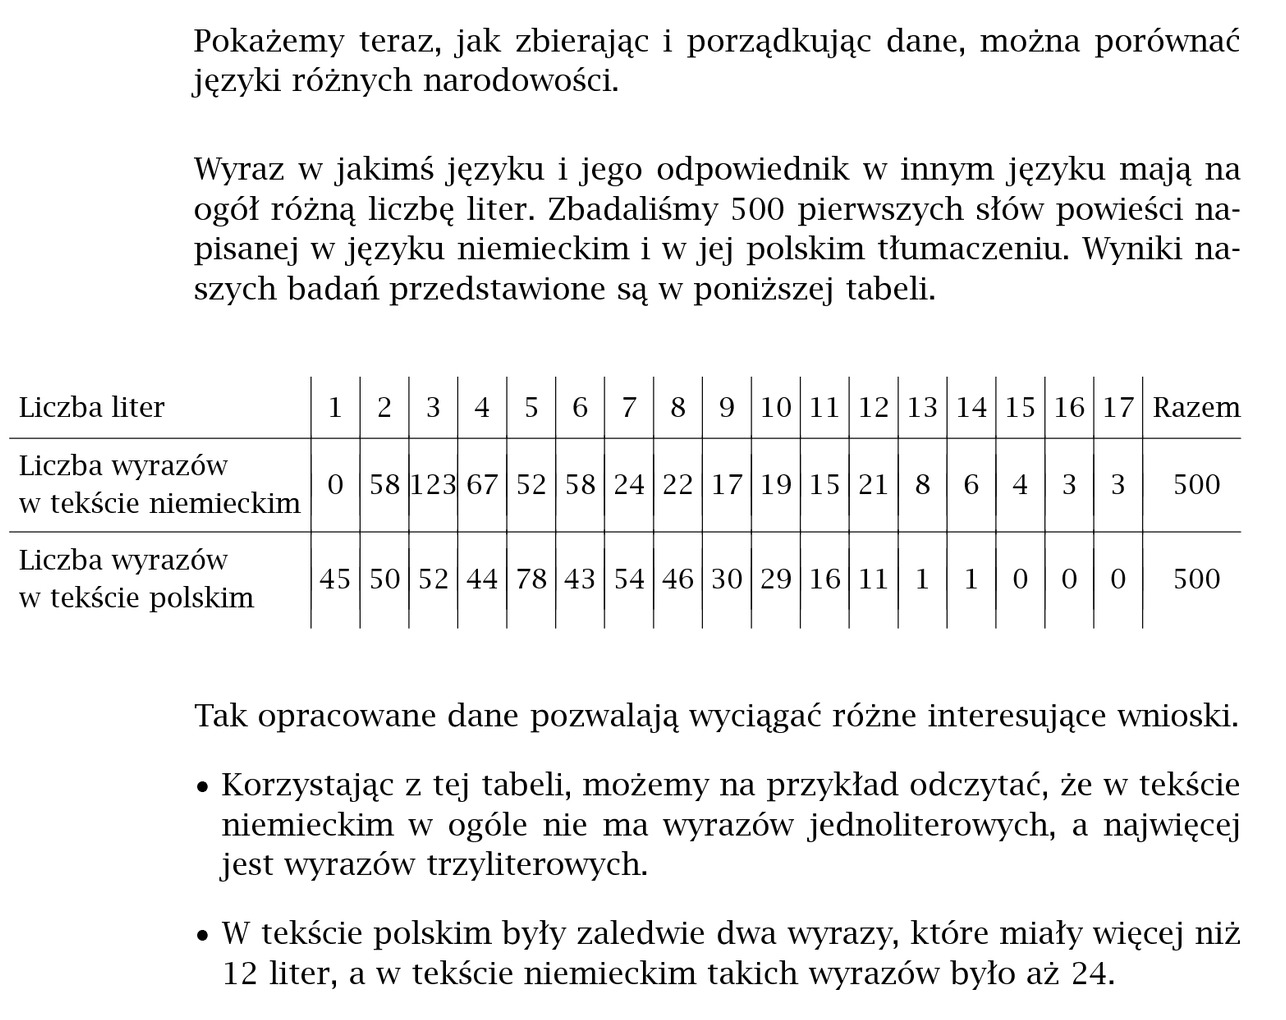 Pokażemy teraz, jak zbierając i porządkując dane, można porównać
języki różnych narodowości.
Wyraz w jakimś języku i jego odpowiednik w innym języku mają na
ogół różną liczbę liter. Zbadaliśmy 500 pierwszych słów powieści na-
pisanej w języku niemieckim i w jej polskim tłumaczeniu. Wyniki na-
szych badań przedstawione są w poniższej tabeli.
Liczba liter 1 2 3 4 5 6 7 8 9 10 11 12 13 14 15 16 17 Razem
Liczba wyrazów
w tekście niemieckim 0 58 123 67 52 58 24 22 17 19 15 21 8 6 4 3 3 500
Liczba wyrazów
w tekście polskim 45 50 52 44 78 43 54 46 30 29 16 11 1 1 0 0 0 500
Tak opracowane dane pozwalają wyciągać różne interesujące wnioski.
• Korzystając z tej tabeli, możemy na przykład odczytać, że w tekście
niemieckim w ogóle nie ma wyrazów jednoliterowych, a najwięcej
jest wyrazów trzyliterowych.
• W tekście polskim były zaledwie dwa wyrazy, które miały więcej niż
12 liter, a w tekście niemieckim takich wyrazów było aż 24.